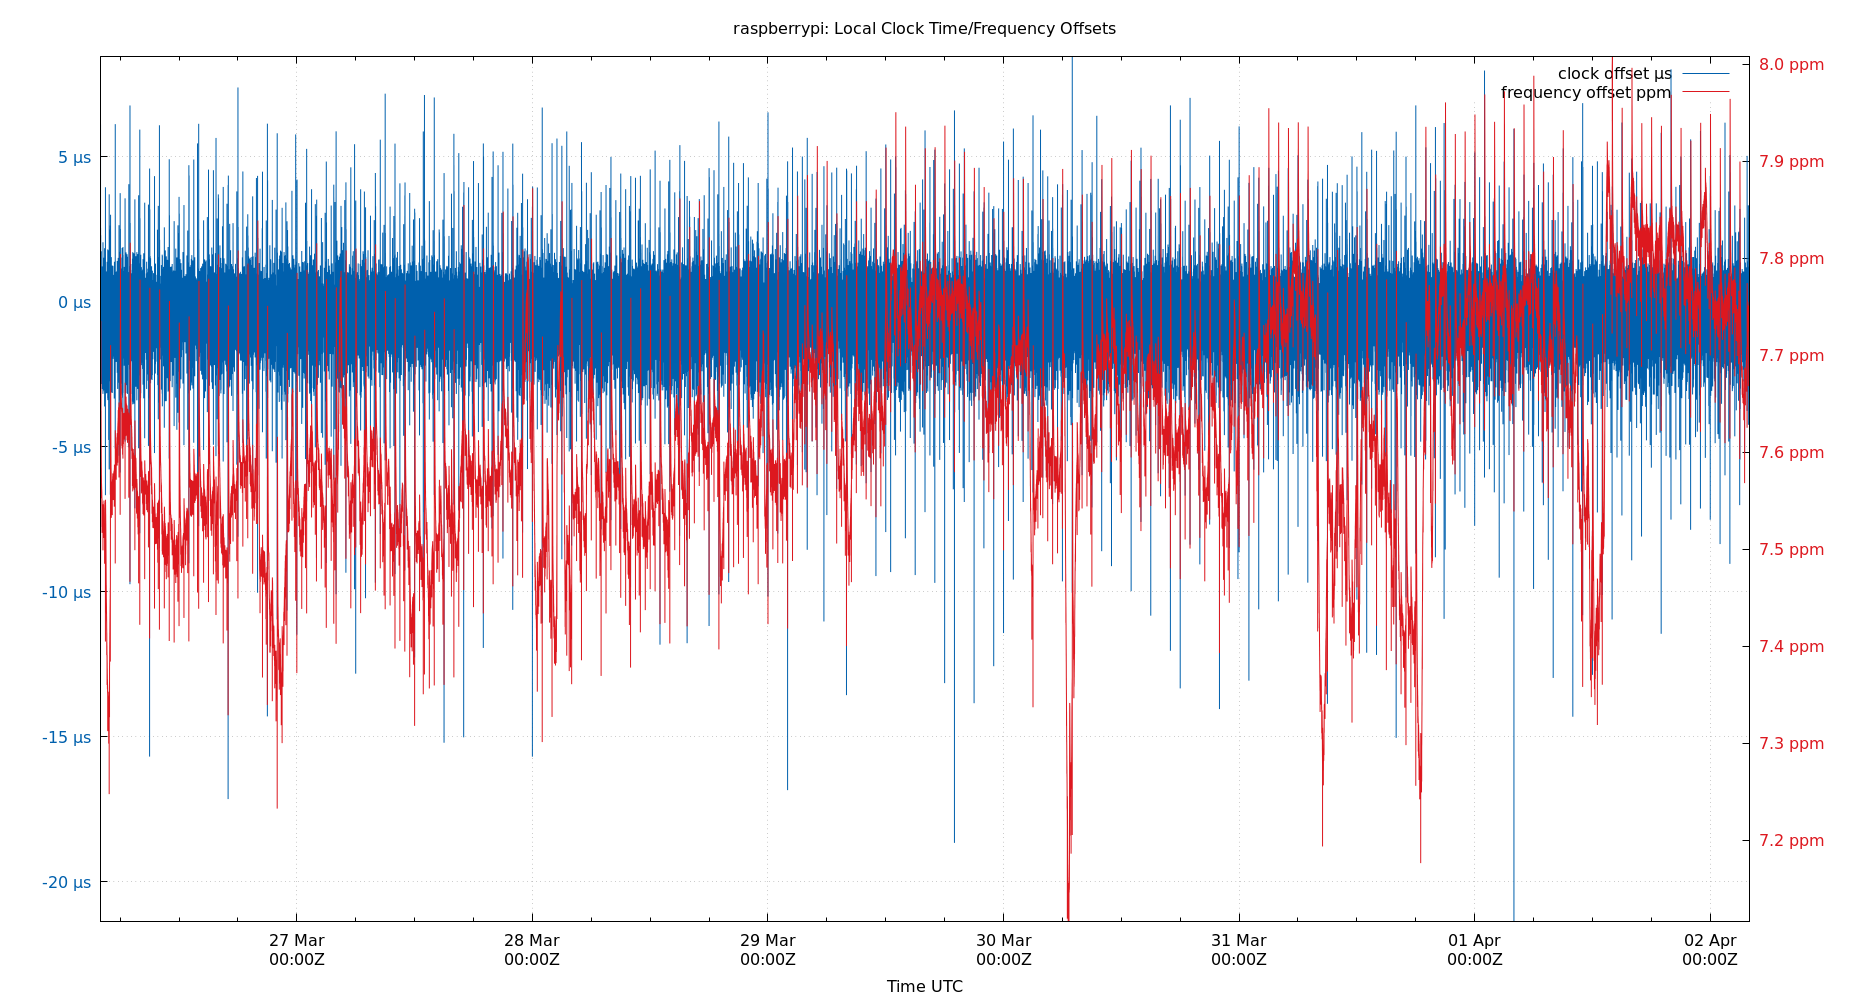 raspberrypi: Local Clock Time/Frequency Offsets
clock offset µs
frequency offset ppm
5 µs
0 µs
-5 µs
-10 µs
-15 µs
-20 µs
8.0 ppm
7.9 ppm
7.8 ppm
7.7 ppm
7.6 ppm
7.5 ppm
7.4 ppm
7.3 ppm
7.2 ppm
27 Mar
00:00Z
28 Mar
00:00Z
29 Mar
00:00Z
30 Mar
00:00Z
31 Mar
00:00Z
01 Apr
00:00Z
02 Apr
00:00Z
Time UTC